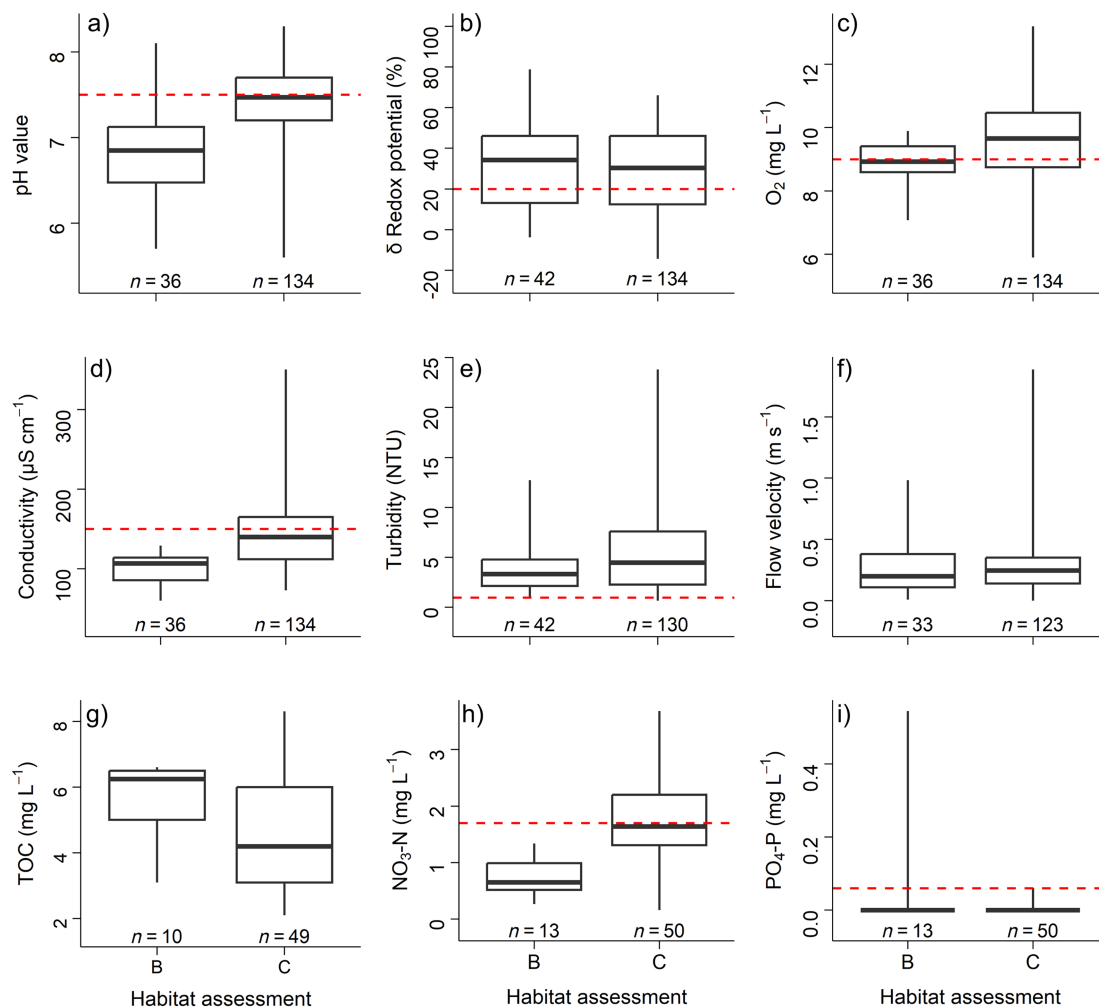 a)
pH value
8
7
6
n = 36
n = 134
b)
δ Redox potential (%)
100
80
60
40
20
0
-20
n = 42
n = 134
c)
O₂ (mg L⁻¹)
12
10
8
6
n = 36
n = 134
d)
Conductivity (µS cm⁻¹)
300
200
100
n = 36
n = 134
e)
Turbidity (NTU)
25
20
15
10
5
0
n = 42
n = 130
f)
Flow velocity (m s⁻¹)
1.5
1.0
0.5
0.0
n = 33
n = 123
g)
TOC (mg L⁻¹)
8
6
4
2
n = 10
n = 49
B
C
Habitat assessment
h)
NO₃-N (mg L⁻¹)
3
2
1
0
n = 13
n = 50
B
C
Habitat assessment
i)
PO₄-P (mg L⁻¹)
0.4
0.2
0.0
n = 13
n = 50
B
C
Habitat assessment